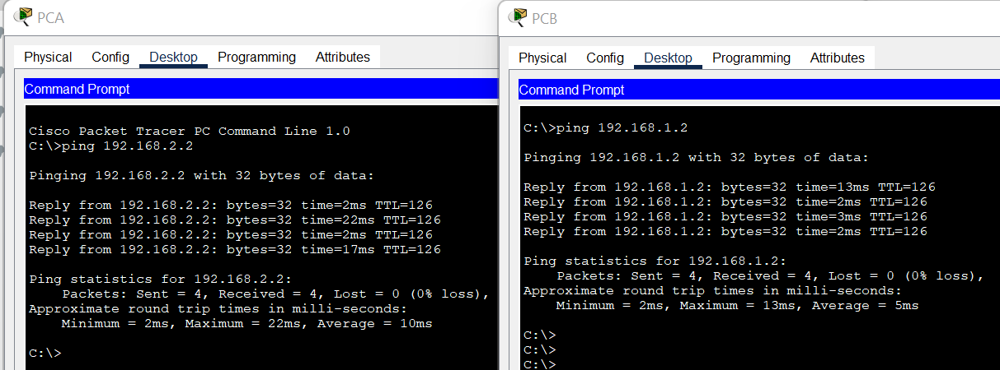 PCA
Physical Config Desktop Programming Attributes
Command Prompt
Cisco Packet Tracer PC Command Line 1.0
C:\>ping 192.168.2.2
Pinging 192.168.2.2 with 32 bytes of data:
Reply from 192.168.2.2: bytes=32 time=2ms TTL=126
Reply from 192.168.2.2: bytes=32 time=22ms TTL=126
Reply from 192.168.2.2: bytes=32 time=2ms TTL=126
Reply from 192.168.2.2: bytes=32 time=17ms TTL=126
Ping statistics for 192.168.2.2:
    Packets: Sent = 4, Received = 4, Lost = 0 (0% loss),
Approximate round trip times in milli-seconds:
    Minimum = 2ms, Maximum = 22ms, Average = 10ms
C:\>
PCB
Physical Config Desktop Programming Attributes
Command Prompt
C:\>ping 192.168.1.2
Pinging 192.168.1.2 with 32 bytes of data:
Reply from 192.168.1.2: bytes=32 time=13ms TTL=126
Reply from 192.168.1.2: bytes=32 time=2ms TTL=126
Reply from 192.168.1.2: bytes=32 time=3ms TTL=126
Reply from 192.168.1.2: bytes=32 time=2ms TTL=126
Ping statistics for 192.168.1.2:
    Packets: Sent = 4, Received = 4, Lost = 0 (0% loss),
Approximate round trip times in milli-seconds:
    Minimum = 2ms, Maximum = 13ms, Average = 5ms
C:\>
C:\>
C:\>